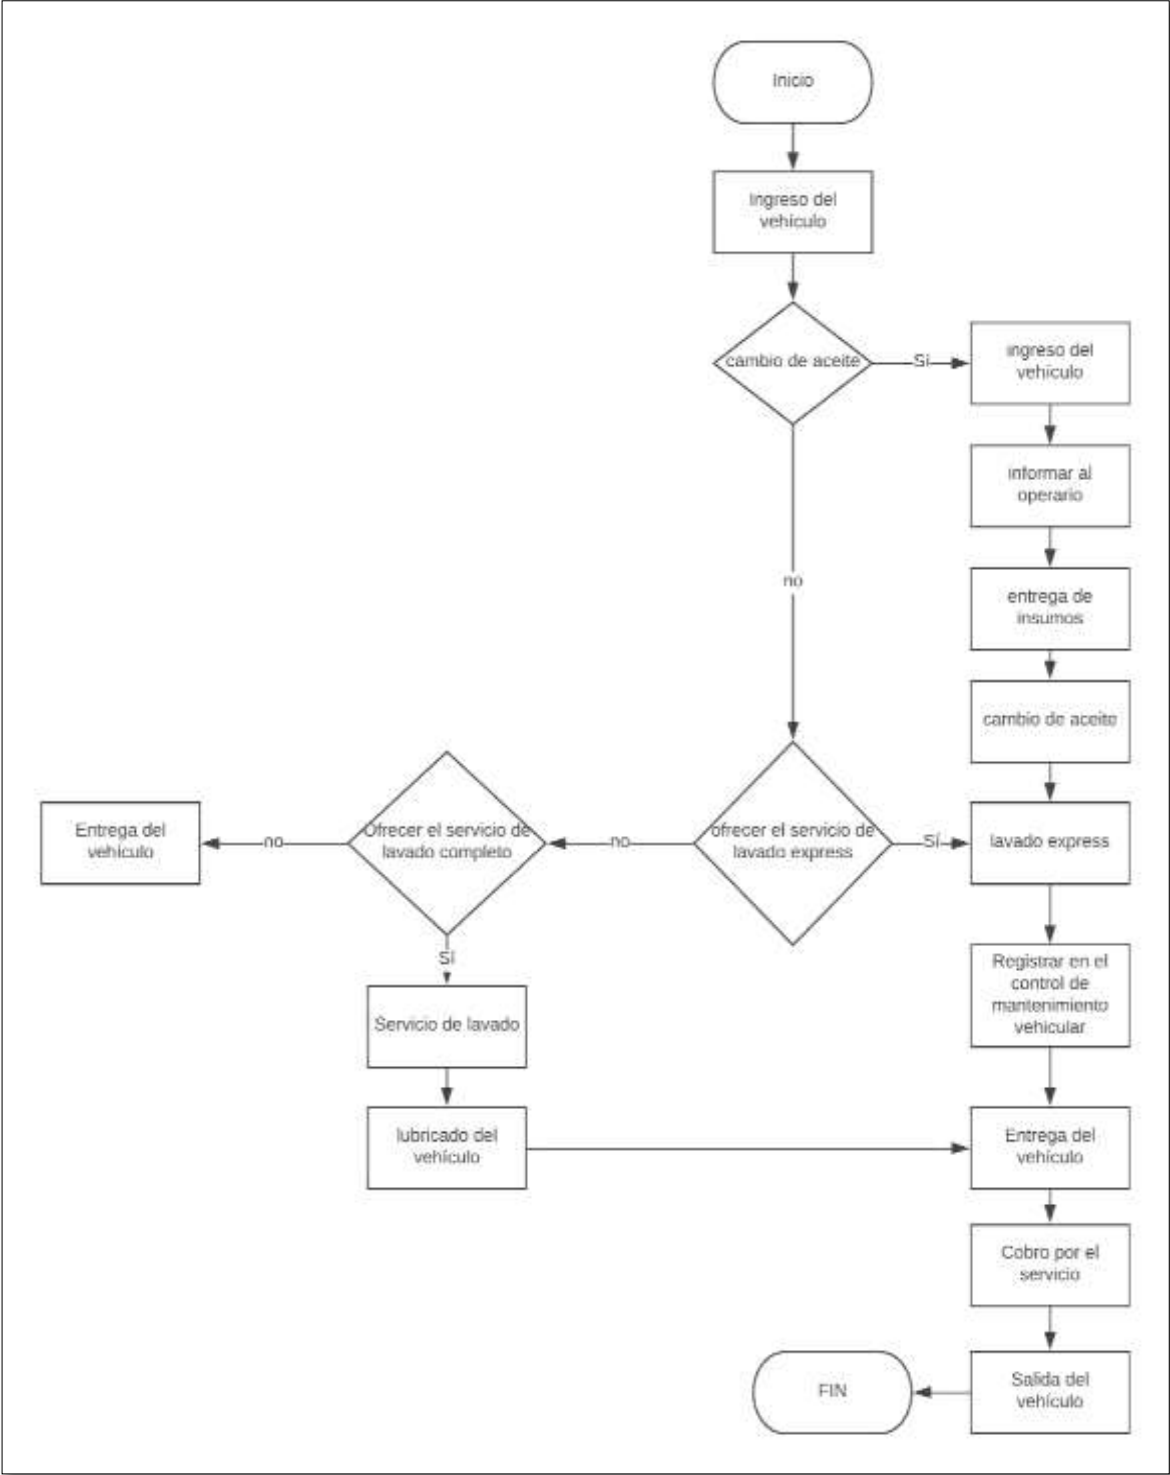 Inicio
Ingreso del
vehículo
cambio de aceite
Si
ingreso del
vehículo
informar al
operario
no
entrega de
insumos
cambio de aceite
Entrega del
vehículo
no
Ofrecer el servicio de
lavado completo
no
ofrecer el servicio de
lavado express
Sí
lavado express
Sí
Registrar en el
control de
mantenimiento
vehicular
Servicio de lavado
lubricado del
vehículo
Entrega del
vehículo
Cobro por el
servicio
FIN
Salida del
vehículo